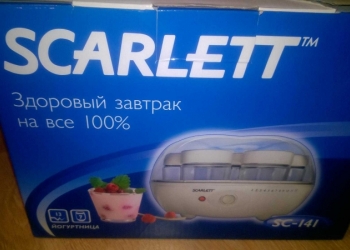 SCARLETT™
Здоровый завтрак
на все 100%
SCARLETT
SC-141
ЙОГУРТНИЦА